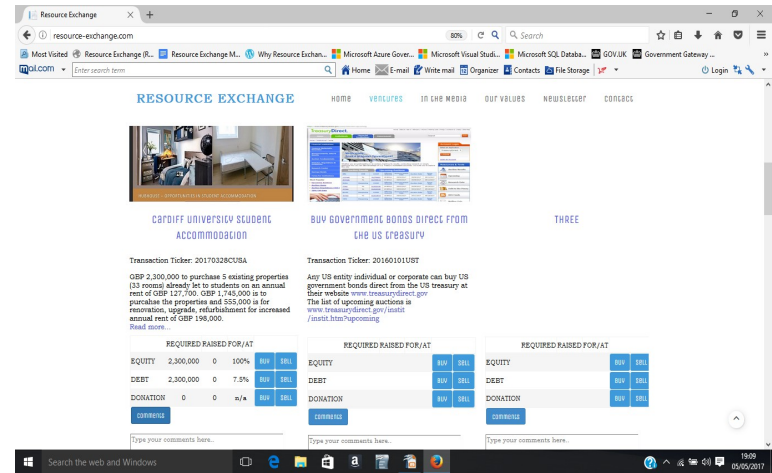 Resource Exchange
resource-exchange.com
80%
Search
Most Visited
Resource Exchange (R...
Resource Exchange M...
Why Resource Exchan...
Microsoft Azure Gover...
Microsoft Visual Studi...
Microsoft SQL Databa...
GOV.UK
Government Gateway ...
mail.com
Enter search term
Home
E-mail
Write mail
Organizer
Contacts
File Storage
Login
RESOURCE EXCHANGE
Home ventures in the media our values newsletter contact
TreasuryDirect
cardiff university student
accommodation
Transaction Ticker: 20170328CUSA
GBP 2,300,000 to purchase 5 existing properties
(33 rooms) already let to students on an annual
rent of GBP 127,700. GBP 1,745,000 is to
purcahse the properties and 555,000 is for
renovation, upgrade, refurbishment for increased
annual rent of GBP 198,000.
Read more...
REQUIRED RAISED FOR/AT
EQUITY 2,300,000 0 100% BUY SELL
DEBT 2,300,000 0 7.5% BUY SELL
DONATION 0 0 n/a BUY SELL
comments
Type your comments here..
buy government bonds direct from
the us treasury
Transaction Ticker: 20160101UST
Any US entity individual or corporate can buy US
government bonds direct from the US treasury at
their website www.treasurydirect.gov
The list of upcoming auctions is
www.treasurydirect.gov/instit
/instit.htm?upcoming
REQUIRED RAISED FOR/AT
EQUITY BUY SELL
DEBT BUY SELL
DONATION BUY SELL
comments
Type your comments here..
THREE
REQUIRED RAISED FOR/AT
EQUITY BUY SELL
DEBT BUY SELL
DONATION BUY SELL
comments
Type your comments here..
Search the web and Windows
19:09
05/05/2017